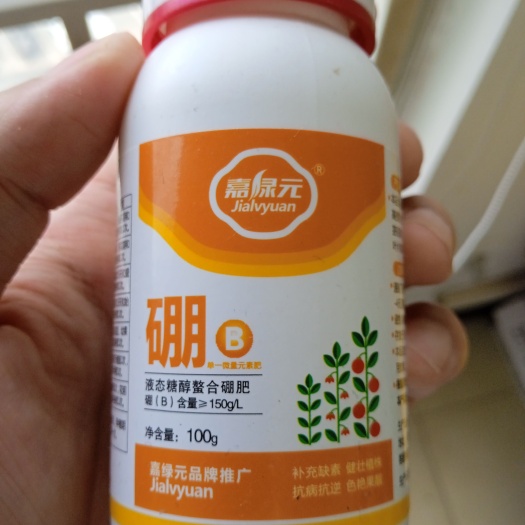 嘉绿元®
Jialvyuan
硼 B
单一微量元素肥
液态糖醇螯合硼肥
硼（B）含量≥150g/L
净含量：100g
嘉绿元品牌推广
Jialvyuan
补充缺素 健壮植株
抗病抗逆 色艳果靓